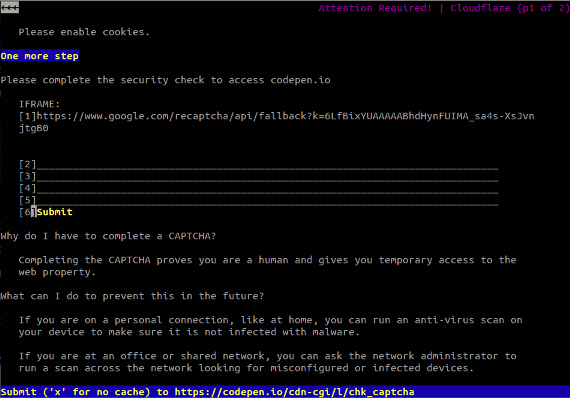 ←←← Attention Required! | Cloudflare (p1 of 2)
Please enable cookies.
One more step
Please complete the security check to access codepen.io
IFRAME:
[1]https://www.google.com/recaptcha/api/fallback?k=6LfBixYUAAAAABhdHynFUIMA_sa4s-XsJvn
jtgB0
[2]
[3]
[4]
[5]
[6]Submit
Why do I have to complete a CAPTCHA?
Completing the CAPTCHA proves you are a human and gives you temporary access to the
web property.
What can I do to prevent this in the future?
If you are on a personal connection, like at home, you can run an anti-virus scan on
your device to make sure it is not infected with malware.
If you are at an office or shared network, you can ask the network administrator to
run a scan across the network looking for misconfigured or infected devices.
Submit ('x' for no cache) to https://codepen.io/cdn-cgi/l/chk_captcha